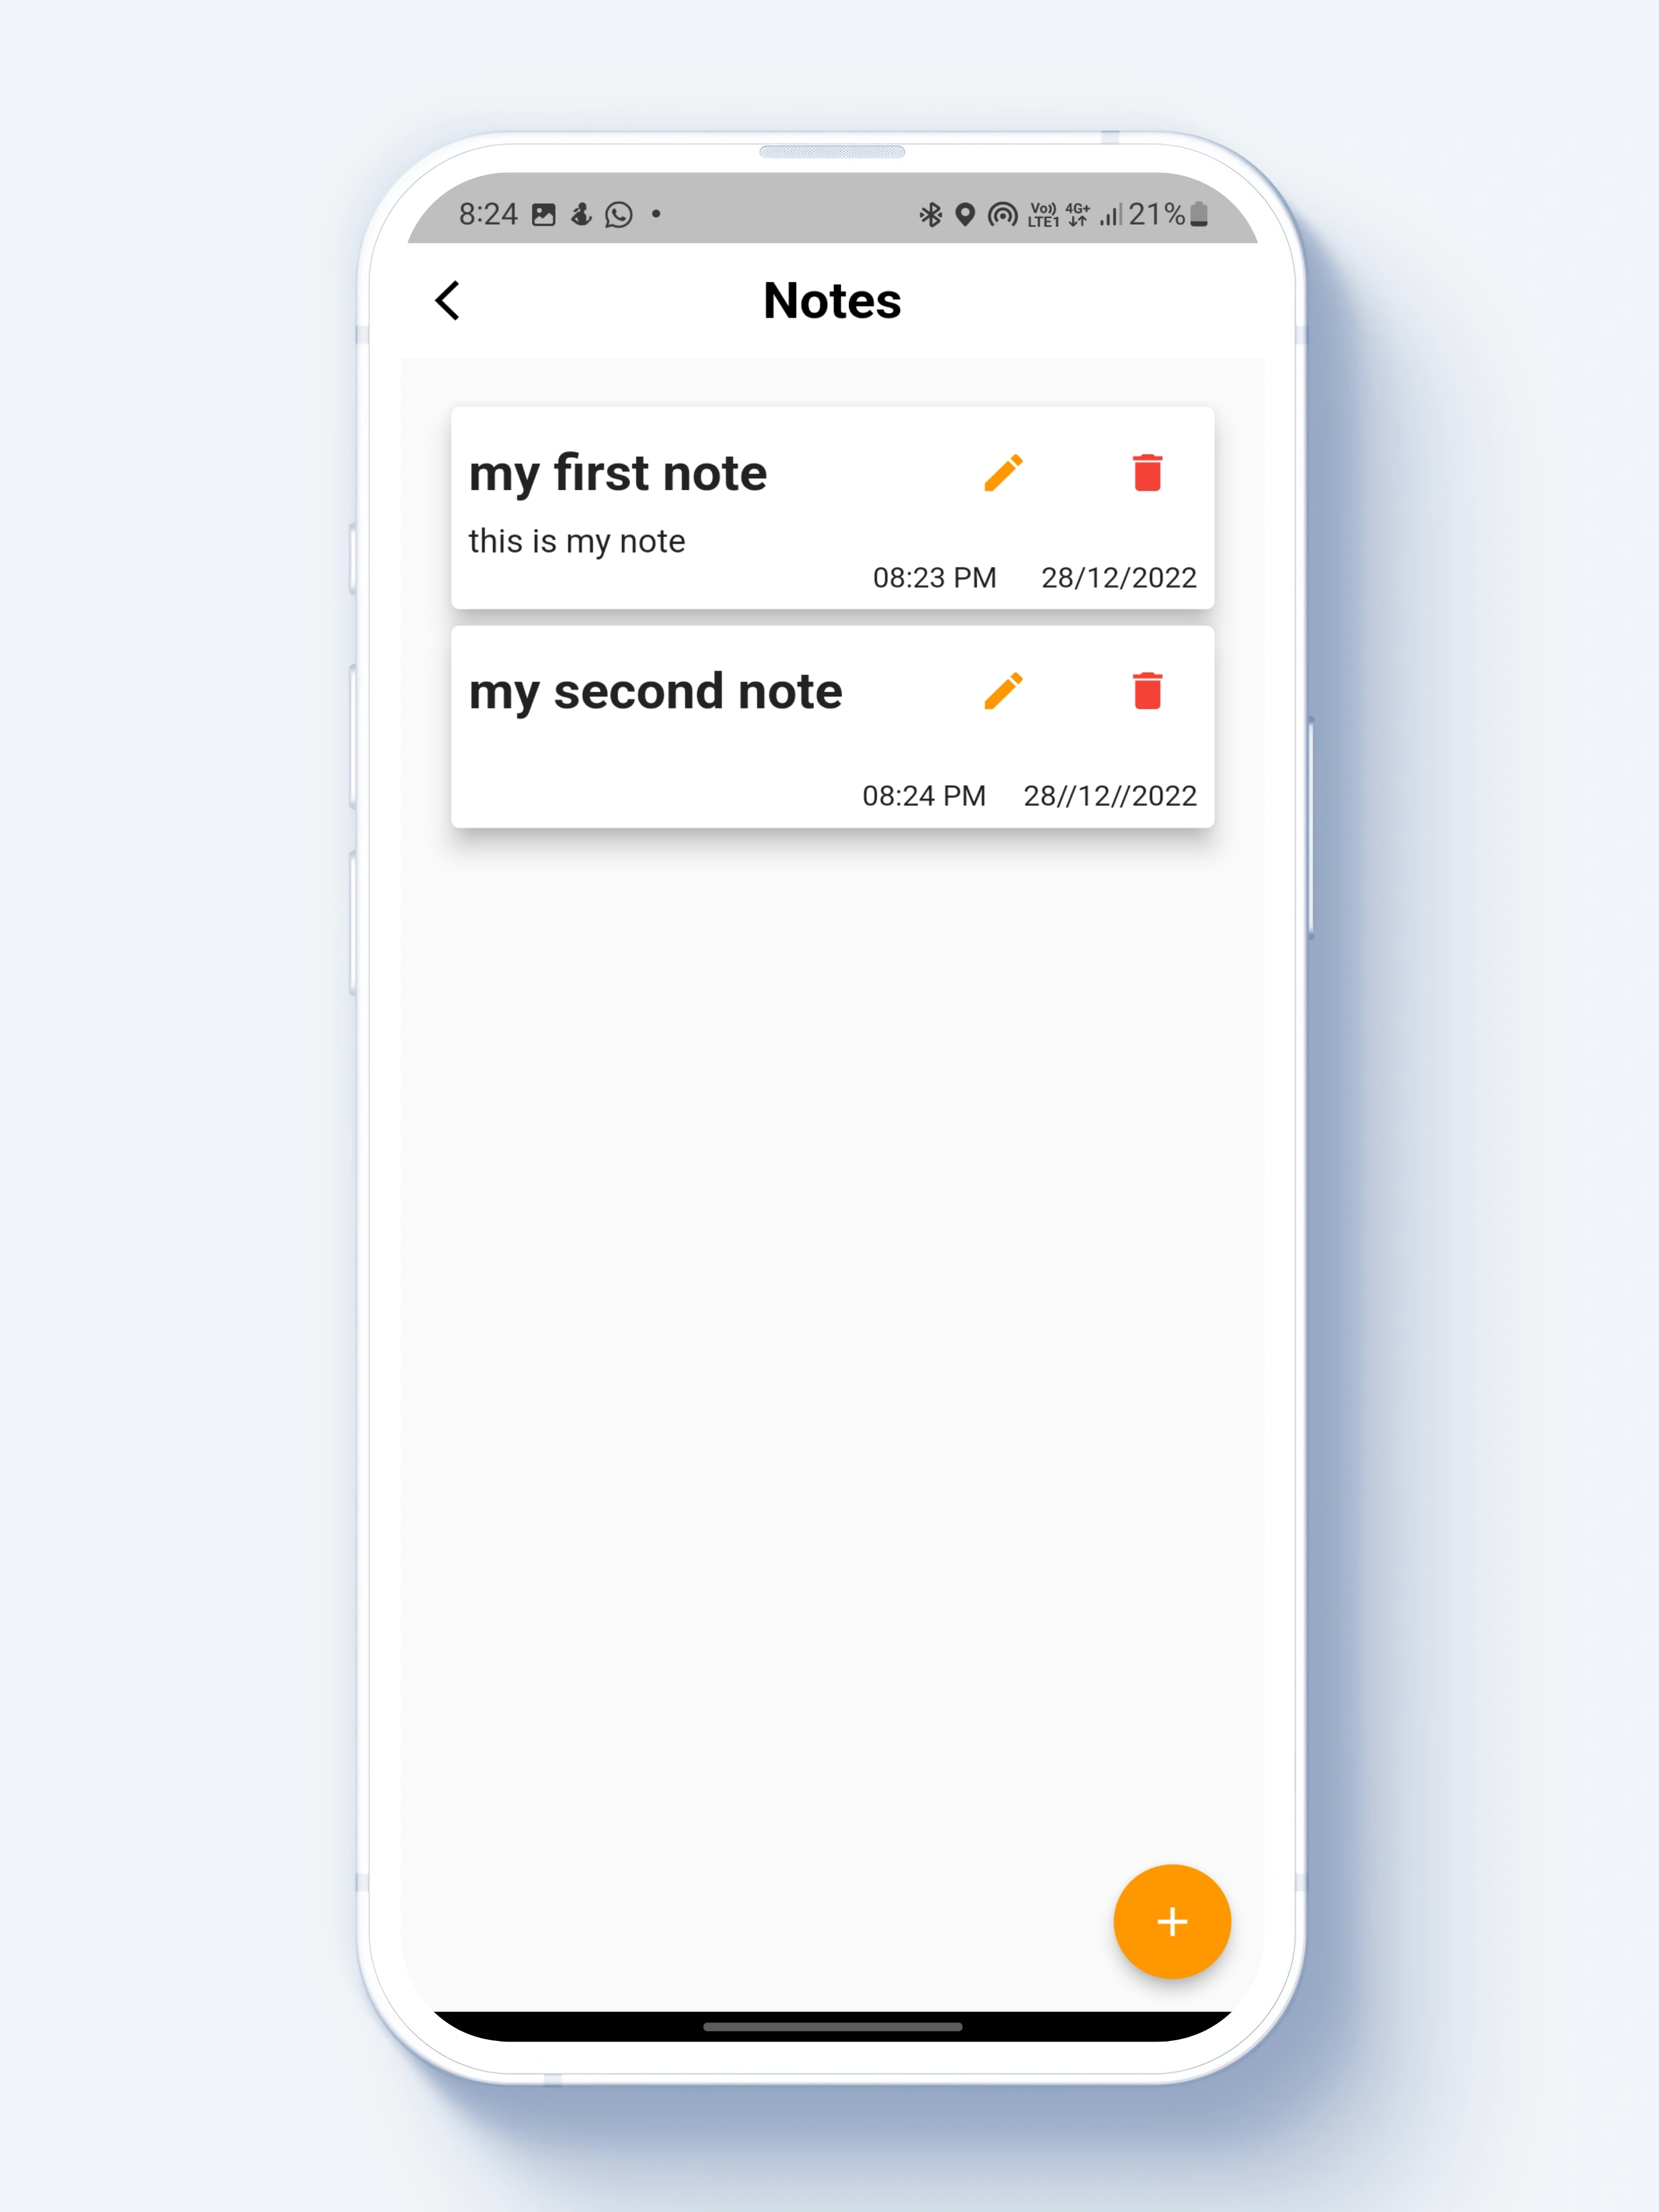 8:24 Vo)) LTE1 4G+ 21%
Notes
my first note
this is my note
08:23 PM 28/12/2022
my second note
08:24 PM 28//12//2022